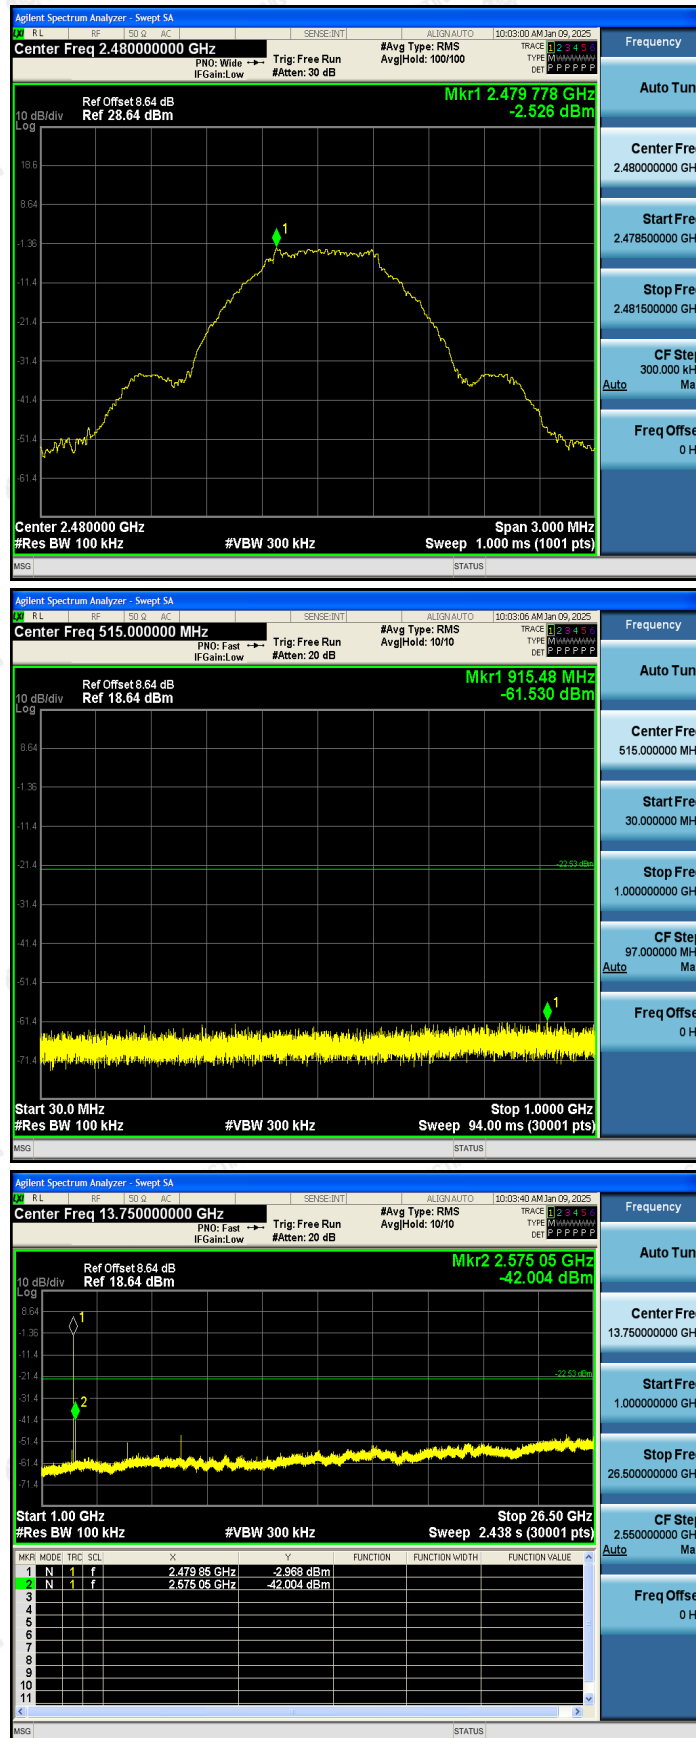 Agilent Spectrum Analyzer - Swept SA
LXI RL RF 50 Ω AC SENSE:INT ALIGN AUTO 10:03:00 AM Jan 09, 2025
Center Freq 2.480000000 GHz
PNO: Wide
IFGain:Low
Trig: Free Run
#Atten: 30 dB
#Avg Type: RMS
Avg|Hold: 100/100
TRACE 1 2 3 4 5 6
TYPE M
DET P P P P P P
Mkr1 2.479 778 GHz
-2.526 dBm
Ref Offset 8.64 dB
10 dB/div Ref 28.64 dBm
Log
18.6
8.64
-1.36
-11.4
-21.4
-31.4
-41.4
-51.4
-61.4
1
Center 2.480000 GHz Span 3.000 MHz
#Res BW 100 kHz #VBW 300 kHz Sweep 1.000 ms (1001 pts)
MSG STATUS
Frequency
Auto Tun
Center Fre
2.480000000 GH
Start Fre
2.478500000 GH
Stop Fre
2.481500000 GH
CF Ste
300.000 kH
Auto Ma
Freq Offse
0 H
Agilent Spectrum Analyzer - Swept SA
LXI RL RF 50 Ω AC SENSE:INT ALIGN AUTO 10:03:06 AM Jan 09, 2025
Center Freq 515.000000 MHz
PNO: Fast
IFGain:Low
Trig: Free Run
#Atten: 20 dB
#Avg Type: RMS
Avg|Hold: 10/10
TRACE 1 2 3 4 5 6
TYPE M
DET P P P P P P
Mkr1 915.48 MHz
-61.530 dBm
Ref Offset 8.64 dB
10 dB/div Ref 18.64 dBm
Log
8.64
-1.36
-11.4
-21.4
-31.4
-41.4
-51.4
-61.4
-71.4
-22.53 dBm
1
Start 30.0 MHz Stop 1.0000 GHz
#Res BW 100 kHz #VBW 300 kHz Sweep 94.00 ms (30001 pts)
MSG STATUS
Frequency
Auto Tun
Center Fre
515.000000 MH
Start Fre
30.000000 MH
Stop Fre
1.000000000 GH
CF Ste
97.000000 MH
Auto Ma
Freq Offse
0 H
Agilent Spectrum Analyzer - Swept SA
LXI RL RF 50 Ω AC SENSE:INT ALIGN AUTO 10:03:40 AM Jan 09, 2025
Center Freq 13.750000000 GHz
PNO: Fast
IFGain:Low
Trig: Free Run
#Atten: 20 dB
#Avg Type: RMS
Avg|Hold: 10/10
TRACE 1 2 3 4 5 6
TYPE M
DET P P P P P P
Mkr2 2.575 05 GHz
-42.004 dBm
Ref Offset 8.64 dB
10 dB/div Ref 18.64 dBm
Log
8.64
-1.36
-11.4
-21.4
-31.4
-41.4
-51.4
-61.4
-71.4
1
2
-22.53 dBm
Start 1.00 GHz Stop 26.50 GHz
#Res BW 100 kHz #VBW 300 kHz Sweep 2.438 s (30001 pts)
MKR MODE TRC SCL X Y FUNCTION FUNCTION WIDTH FUNCTION VALUE
1 N 1 f 2.479 85 GHz -2.968 dBm
2 N 1 f 2.575 05 GHz -42.004 dBm
3
4
5
6
7
8
9
10
11
MSG STATUS
Frequency
Auto Tun
Center Fre
13.750000000 GH
Start Fre
1.000000000 GH
Stop Fre
26.500000000 GH
CF Ste
2.550000000 GH
Auto Ma
Freq Offse
0 H